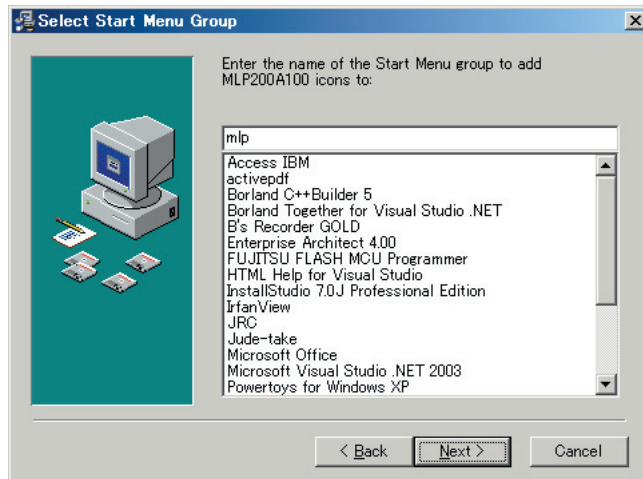 Select Start Menu Group
Enter the name of the Start Menu group to add
MLP200A100 icons to:
mlp
Access IBM
activepdf
Borland C++Builder 5
Borland Together for Visual Studio .NET
B's Recorder GOLD
Enterprise Architect 4.00
FUJITSU FLASH MCU Programmer
HTML Help for Visual Studio
InstallStudio 7.0J Professional Edition
IrfanView
JRC
Jude-take
Microsoft Office
Microsoft Visual Studio .NET 2003
Powertoys for Windows XP
< Back Next > Cancel